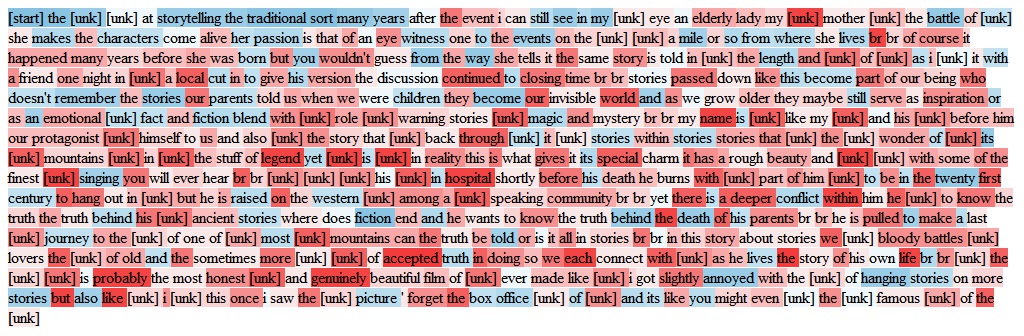 [start] the [unk] [unk] at storytelling the traditional sort many years after the event i can still see in my [unk] eye an elderly lady my [unk] mother [unk] the battle of [unk]
she makes the characters come alive her passion is that of an eye witness one to the events on the [unk] [unk] a mile or so from where she lives br br of course it
happened many years before she was born but you wouldn't guess from the way she tells it the same story is told in [unk] the length and [unk] of [unk] as i [unk] it with
a friend one night in [unk] a local cut in to give his version the discussion continued to closing time br br stories passed down like this become part of our being who
doesn't remember the stories our parents told us when we were children they become our invisible world and as we grow older they maybe still serve as inspiration or
as an emotional [unk] fact and fiction blend with [unk] role [unk] warning stories [unk] magic and mystery br br my name is [unk] like my [unk] and his [unk] before him
our protagonist [unk] himself to us and also [unk] the story that [unk] back through [unk] it [unk] stories within stories stories that [unk] the [unk] wonder of [unk] its
[unk] mountains [unk] in [unk] the stuff of legend yet [unk] is [unk] in reality this is what gives it its special charm it has a rough beauty and [unk] [unk] with some of the
finest [unk] singing you will ever hear br br [unk] [unk] [unk] his [unk] in hospital shortly before his death he burns with [unk] part of him [unk] to be in the twenty first
century to hang out in [unk] but he is raised on the western [unk] among a [unk] speaking community br br yet there is a deeper conflict within him he [unk] to know the
truth the truth behind his [unk] ancient stories where does fiction end and he wants to know the truth behind the death of his parents br br he is pulled to make a last
[unk] journey to the [unk] of one of [unk] most [unk] mountains can the truth be told or is it all in stories br br in this story about stories we [unk] bloody battles [unk]
lovers the [unk] of old and the sometimes more [unk] [unk] of accepted truth in doing so we each connect with [unk] as he lives the story of his own life br br [unk] the
[unk] [unk] is probably the most honest [unk] and genuinely beautiful film of [unk] ever made like [unk] i got slightly annoyed with the [unk] of hanging stories on more
stories but also like [unk] i [unk] this once i saw the [unk] picture ' forget the box office [unk] of [unk] and its like you might even [unk] the [unk] famous [unk] of the
[unk]